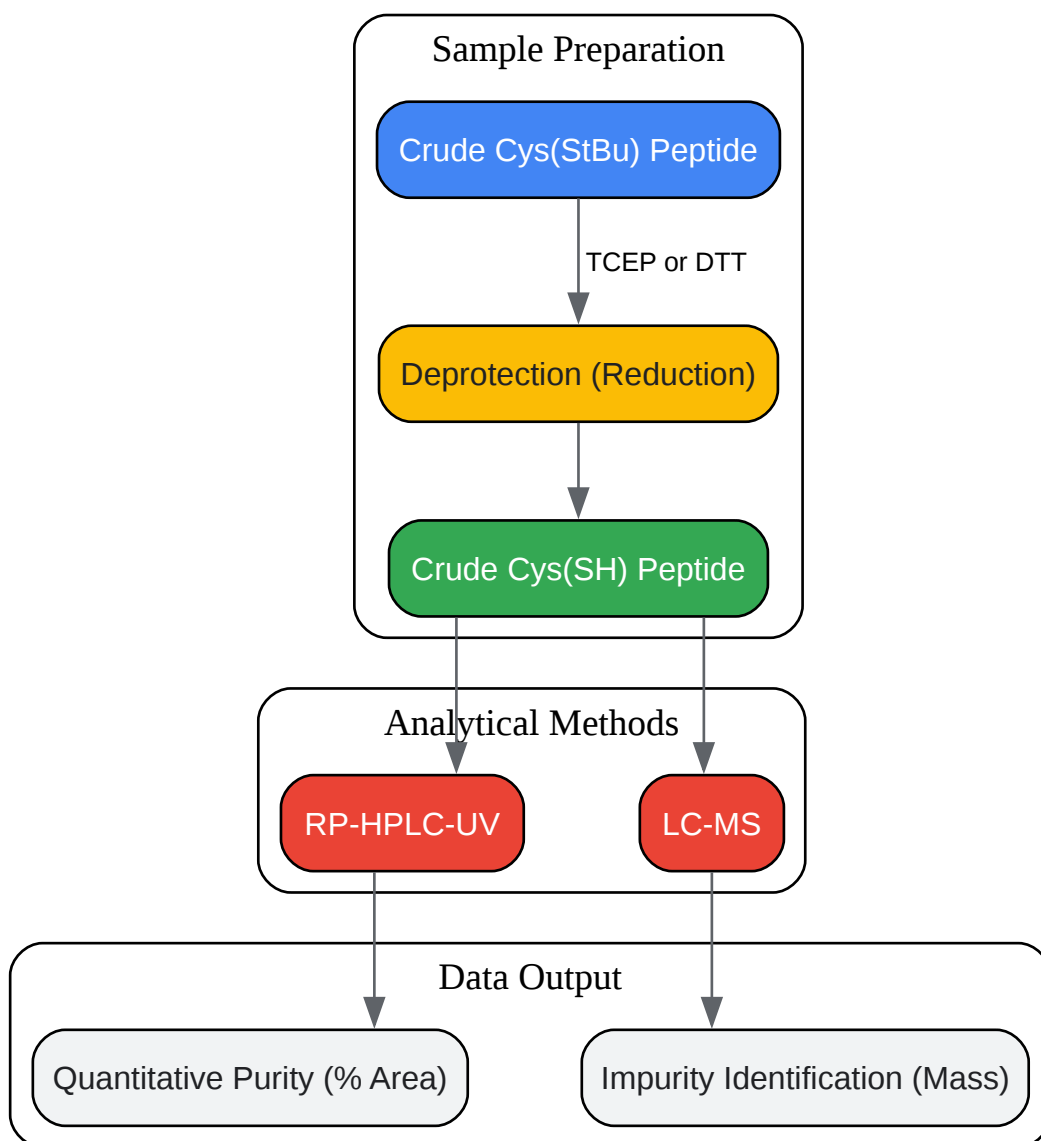 Sample Preparation
Crude Cys(StBu) Peptide
TCEP or DTT
Deprotection (Reduction)
Crude Cys(SH) Peptide
Analytical Methods
RP-HPLC-UV
LC-MS
Data Output
Quantitative Purity (% Area)
Impurity Identification (Mass)